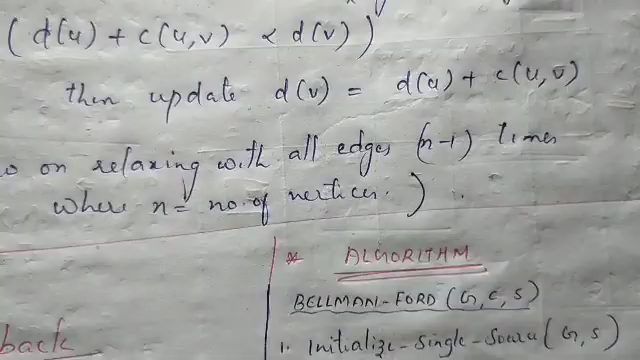 (d(u) + c(u,v) < d(v))
then update d(v) = d(u) + c(u,v)
on relaxing with all edges (n-1) times
where n = no. of vertices.) .
* ALGORITHM
BELLMAN-FORD (G, C, S)
back
1. Initialize-Single-Source (G, S)